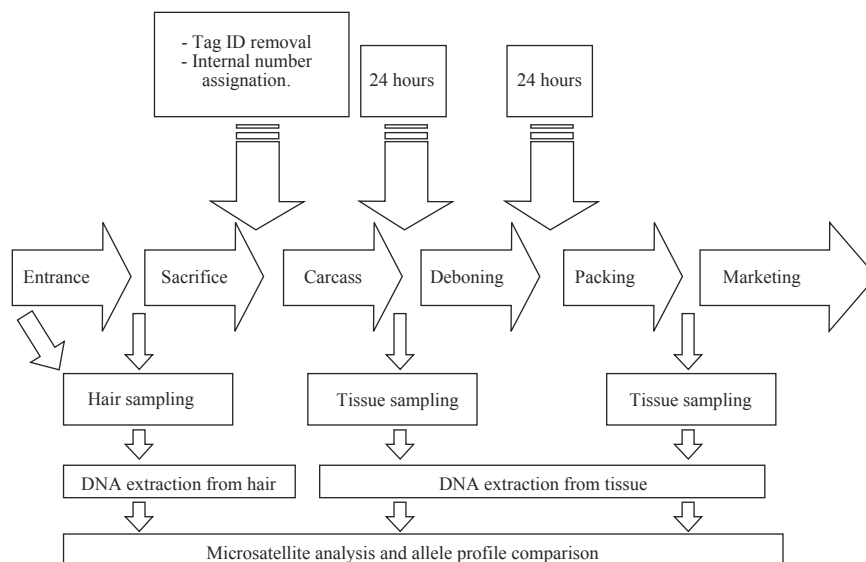 - Tag ID removal
- Internal number
assignation.
24 hours
24 hours
Entrance
Sacrifice
Carcass
Deboning
Packing
Marketing
Hair sampling
Tissue sampling
Tissue sampling
DNA extraction from hair
DNA extraction from tissue
Microsatellite analysis and allele profile comparison